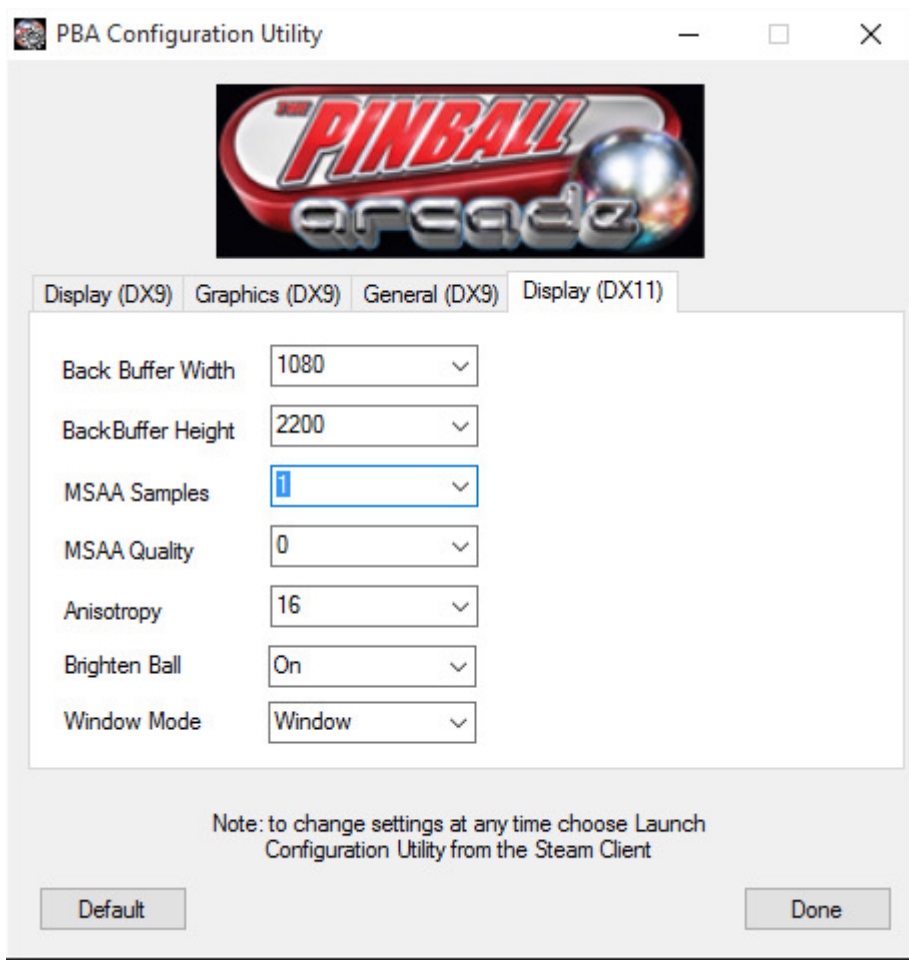 PBA Configuration Utility
THE PINBALL
arcade
Display (DX9) Graphics (DX9) General (DX9) Display (DX11)
Back Buffer Width 1080
BackBuffer Height 2200
MSAA Samples 1
MSAA Quality 0
Anisotropy 16
Brighten Ball On
Window Mode Window
Note: to change settings at any time choose Launch
Configuration Utility from the Steam Client
Default Done